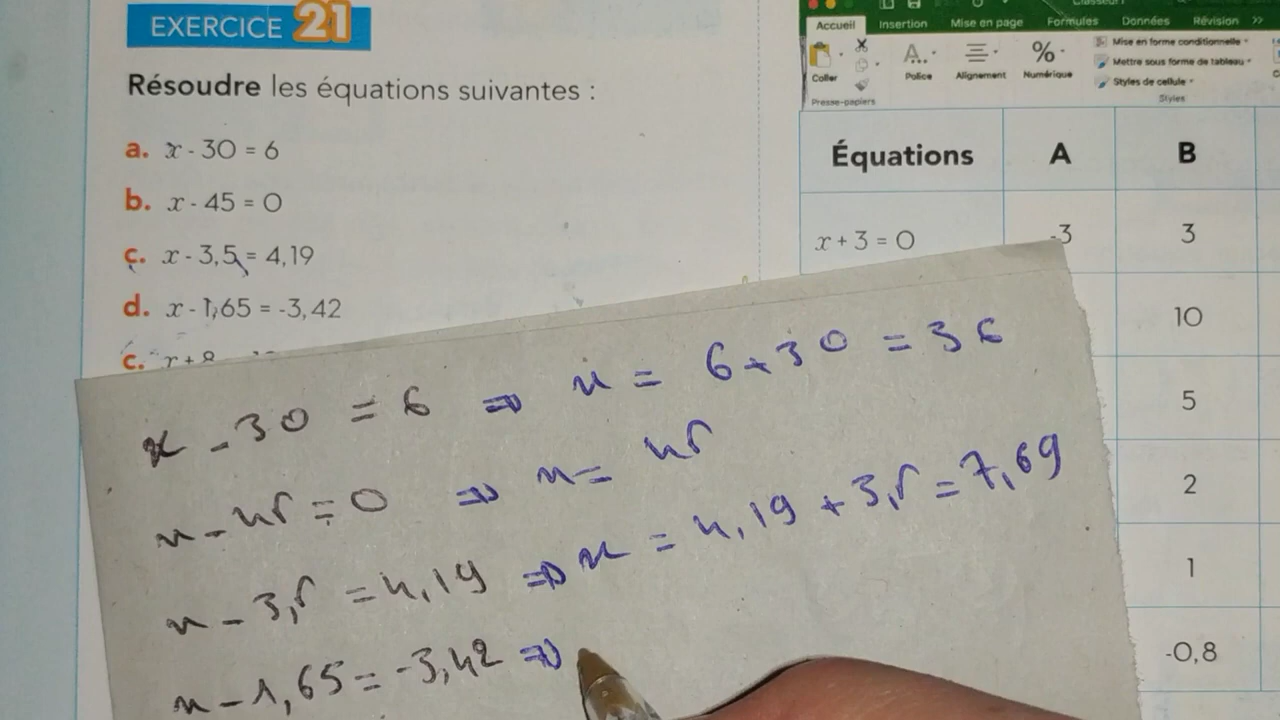 EXERCICE 21
Résoudre les équations suivantes :
a. x - 30 = 6
b. x - 45 = 0
c. x - 3,5 = 4,19
d. x - 1,65 = -3,42
Accueil Insertion Mise en page Formules Données Révision »
Coller Police Alignement Numérique
Mise en forme conditionnelle
Mettre sous forme de tableau
Styles de cellule
Presse-papiers Styles
Équations A B
x + 3 = 0 -3 3
10
5
2
1
-0,8
x - 30 = 6 ⇒ x = 6 + 30 = 36
x - 45 = 0 ⇒ x = 45
x - 3,5 = 4,19 ⇒ x = 4,19 + 3,5 = 7,69
x - 1,65 = -3,42 ⇒